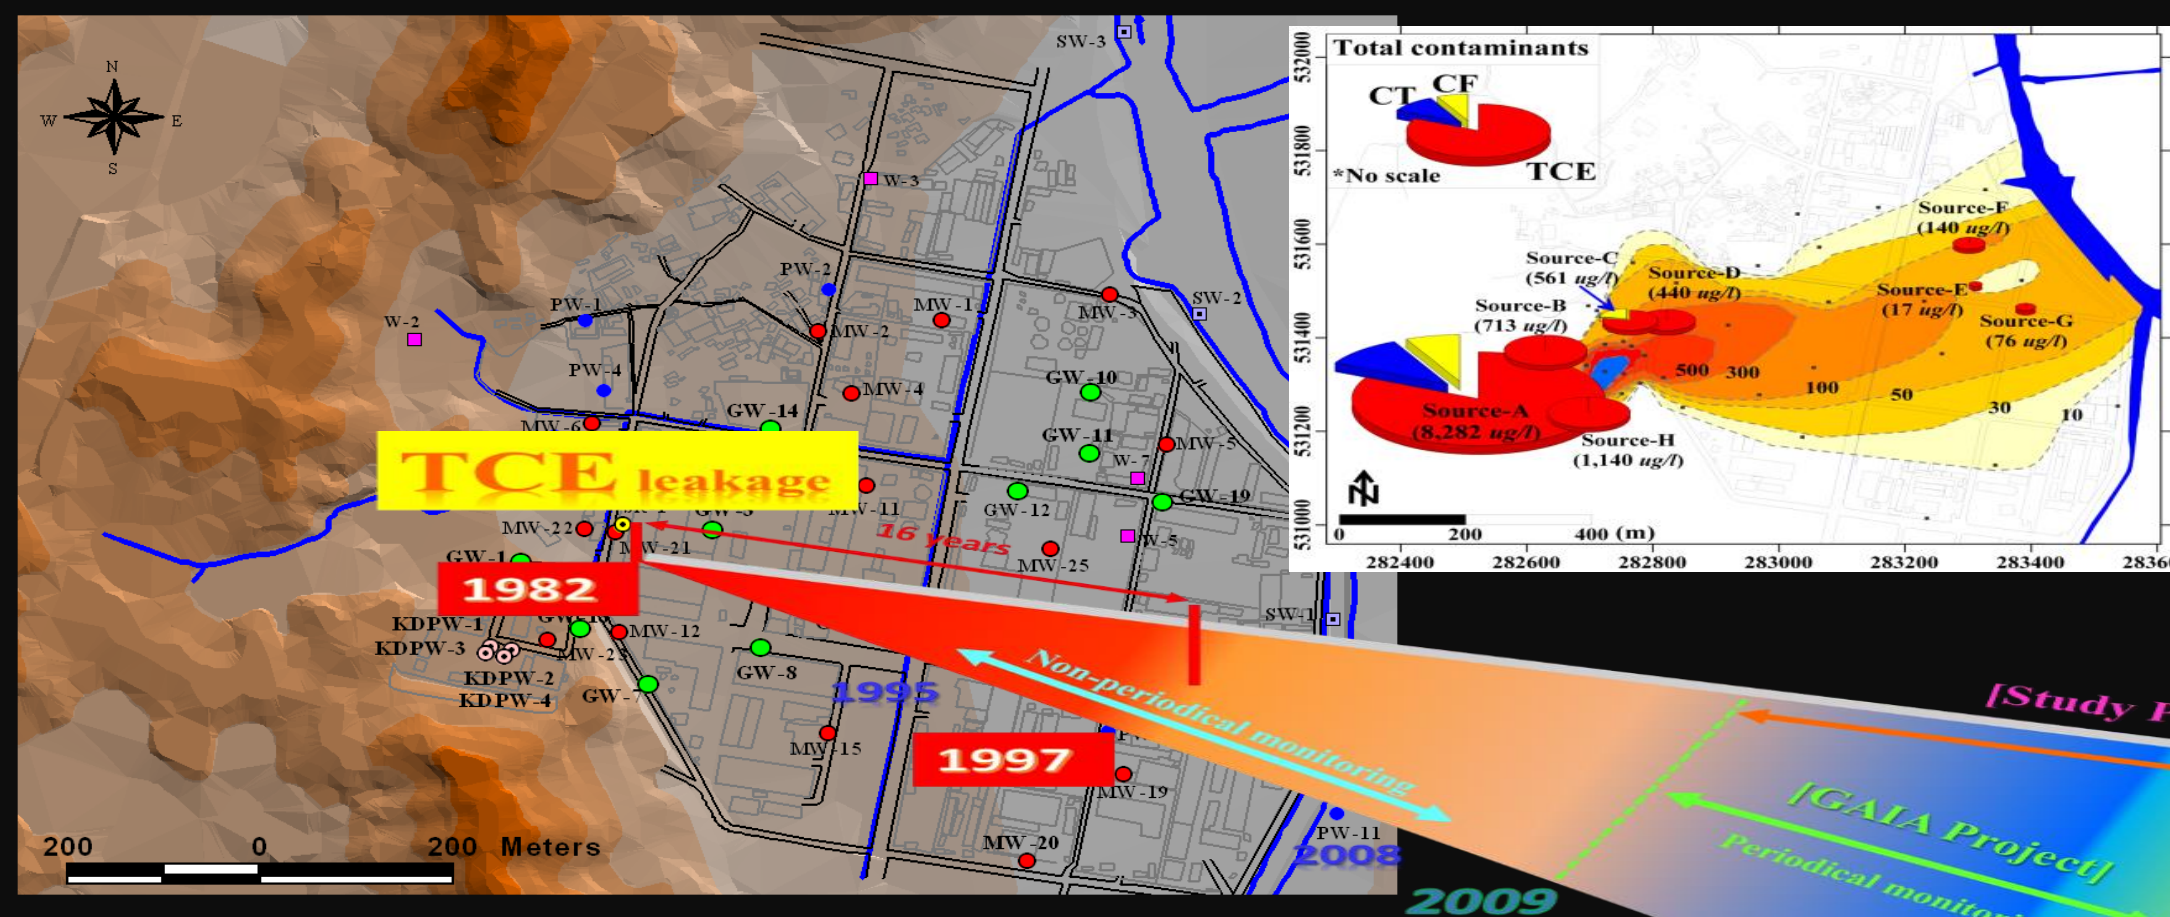 N
W
E
S
SW-3
W-3
PW-2
PW-1
W-2
MW-1
MW-3
SW-2
MW-2
PW-4
GW-10
MW-4
GW-14
MW-6
GW-11
MW-5
W-7
TCE leakage
GW-19
MW-11
GW-12
MW-22
MW-21
16 years
W-5
GW-1
MW-25
1982
SW-1
KDPW-1
MW-12
KDPW-3
MW-23
KDPW-2
GW-8
KDPW-4
GW-7
1995
Non-periodical monitoring
MW-15
1997
MW-19
[Study P
[GAIA Project]
Periodical monitori
MW-20
PW-11
2008
2009
200
0
200 Meters
Total contaminants
CT
CF
TCE
*No scale
Source-F
(140 ug/l)
Source-C
(561 ug/l)
Source-D
(440 ug/l)
Source-E
(17 ug/l)
Source-B
(713 ug/l)
Source-G
(76 ug/l)
500
300
100
50
30
10
Source-A
(8,282 ug/l)
Source-H
(1,140 ug/l)
N
0
200
400 (m)
532000
531800
531600
531400
531200
531000
282400
282600
282800
283000
283200
283400
2836